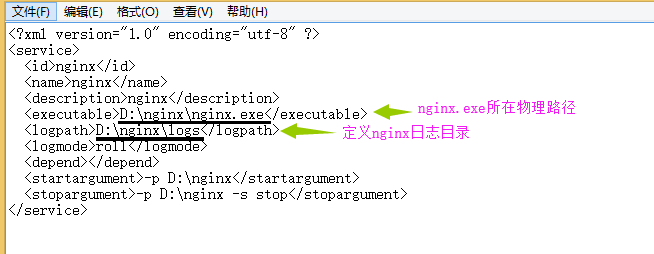 文件(F) 编辑(E) 格式(O) 查看(V) 帮助(H)
<?xml version="1.0" encoding="utf-8" ?>
<service>
<id>nginx</id>
<name>nginx</name>
<description>nginx</description>
<executable>D:\nginx\nginx.exe</executable> nginx.exe所在物理路径
<logpath>D:\nginx\logs</logpath> 定义nginx日志目录
<logmode>roll</logmode>
<depend></depend>
<startargument>-p D:\nginx</startargument>
<stopargument>-p D:\nginx -s stop</stopargument>
</service>